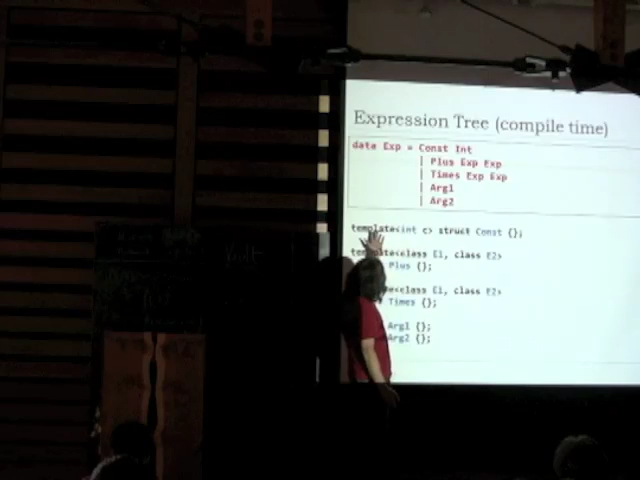 Expression Tree (compile time)
data Exp = Const Int
| Plus Exp Exp
| Times Exp Exp
| Arg1
| Arg2
template<int c> struct Const {};
template<class E1, class E2>
Plus {};
<class E1, class E2>
Times {};
Arg1 {};
Arg2 {};